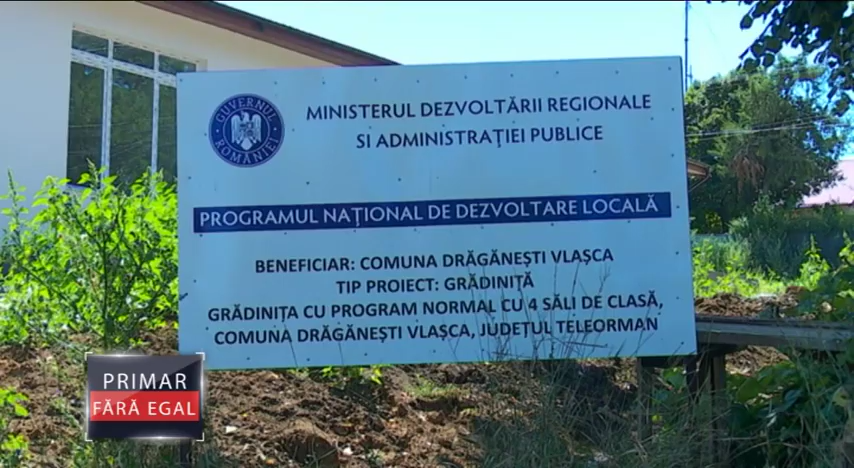 GUVERNUL ROMÂNIEI
MINISTERUL DEZVOLTĂRII REGIONALE
SI ADMINISTRAŢIEI PUBLICE
PROGRAMUL NAŢIONAL DE DEZVOLTARE LOCALĂ
BENEFICIAR: COMUNA DRĂGĂNEŞTI VLAŞCA
TIP PROIECT: GRĂDINIŢĂ
GRĂDINIŢA CU PROGRAM NORMAL CU 4 SĂLI DE CLASĂ,
COMUNA DRĂGĂNEŞTI VLAŞCA, JUDEŢUL TELEORMAN
PRIMAR
FĂRĂ EGAL